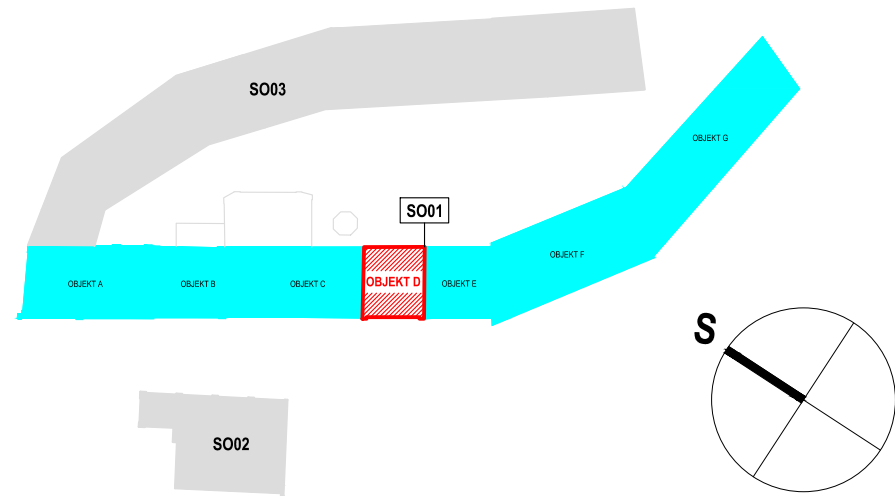 SO03
OBJEKT G
SO01
OBJEKT F
OBJEKT A
OBJEKT B
OBJEKT C
OBJEKT D
OBJEKT E
S
SO02